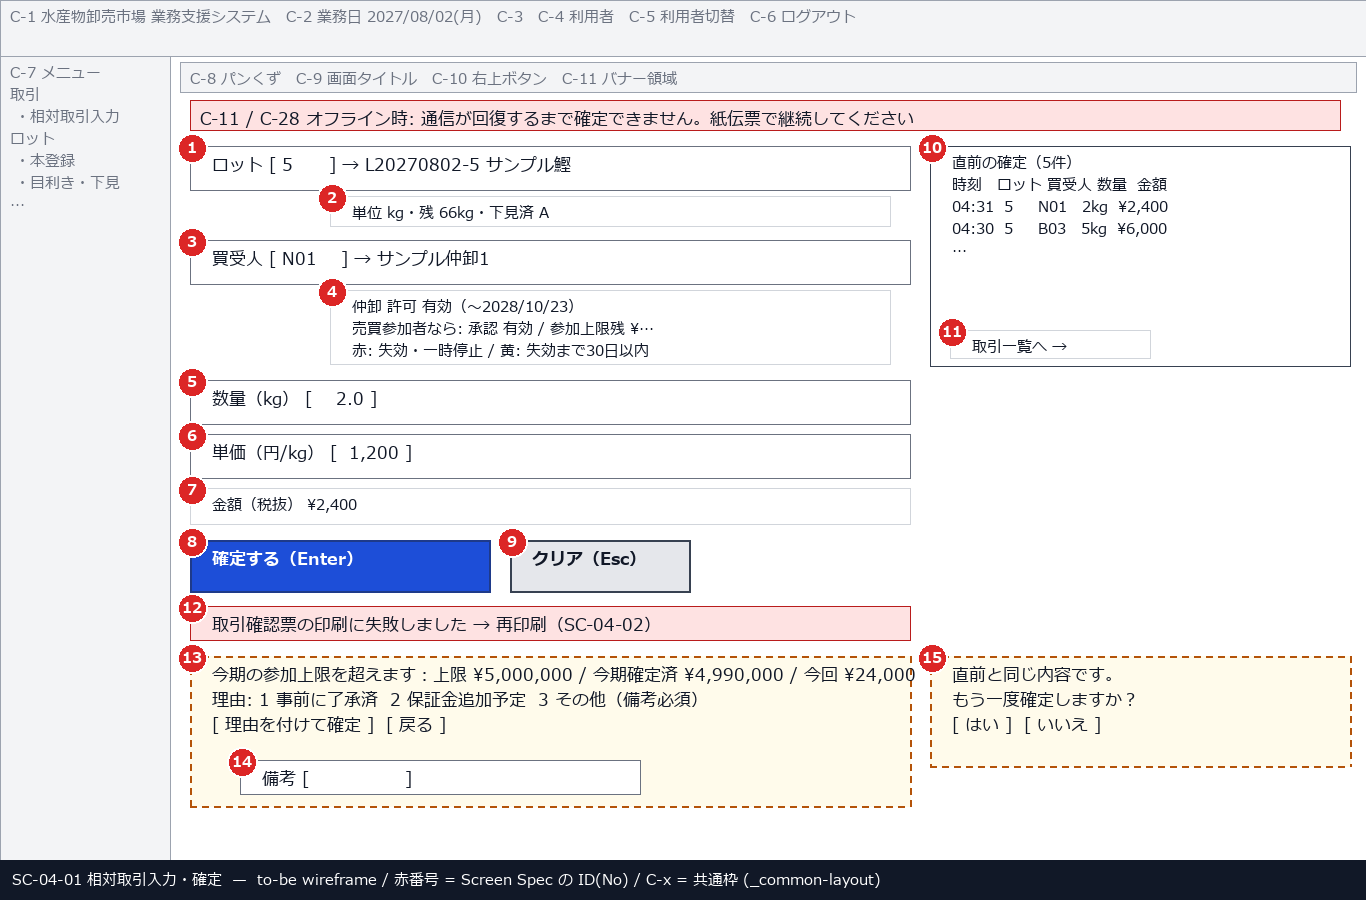 C-1 水産物卸売市場 業務支援システム C-2 業務日 2027/08/02(月) C-3 C-4 利用者 C-5 利用者切替 C-6 ログアウト
C-7 メニュー
取引
・相対取引入力
ロット
・本登録
・目利き・下見
…
C-8 パンくず C-9 画面タイトル C-10 右上ボタン C-11 バナー領域
C-11 / C-28 オフライン時: 通信が回復するまで確定できません。紙伝票で継続してください
1
ロット [ 5 ] → L20270802-5 サンプル鰹
2
単位 kg・残 66kg・下見済 A
3
買受人 [ N01 ] → サンプル仲卸1
4
仲卸 許可 有効（～2028/10/23）
売買参加者なら: 承認 有効 / 参加上限残 ¥…
赤: 失効・一時停止 / 黄: 失効まで30日以内
5
数量（kg） [ 2.0 ]
6
単価（円/kg） [ 1,200 ]
7
金額（税抜） ¥2,400
8
確定する（Enter）
9
クリア（Esc）
10
直前の確定（5件）
時刻 ロット 買受人 数量 金額
04:31 5 N01 2kg ¥2,400
04:30 5 B03 5kg ¥6,000
…
11
取引一覧へ →
12
取引確認票の印刷に失敗しました → 再印刷（SC-04-02）
13
今期の参加上限を超えます : 上限 ¥5,000,000 / 今期確定済 ¥4,990,000 / 今回 ¥24,000
理由: 1 事前に了承済 2 保証金追加予定 3 その他（備考必須）
[ 理由を付けて確定 ] [ 戻る ]
14
備考 [ ]
15
直前と同じ内容です。
もう一度確定しますか？
[ はい ] [ いいえ ]
SC-04-01 相対取引入力・確定 — to-be wireframe / 赤番号 = Screen Spec の ID(No) / C-x = 共通枠 (_common-layout)